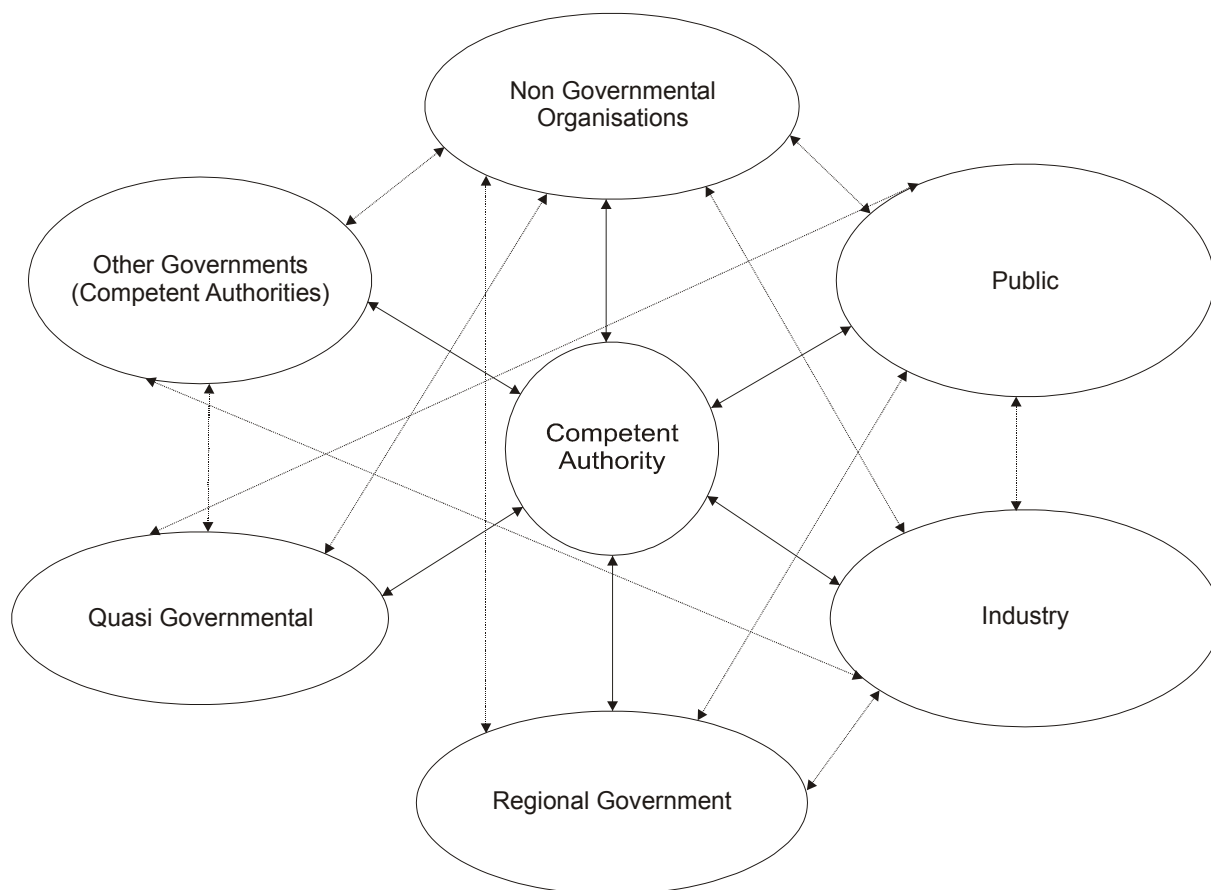 Non Governmental
Organisations
Other Governments
(Competent Authorities)
Public
Competent
Authority
Quasi Governmental
Industry
Regional Government